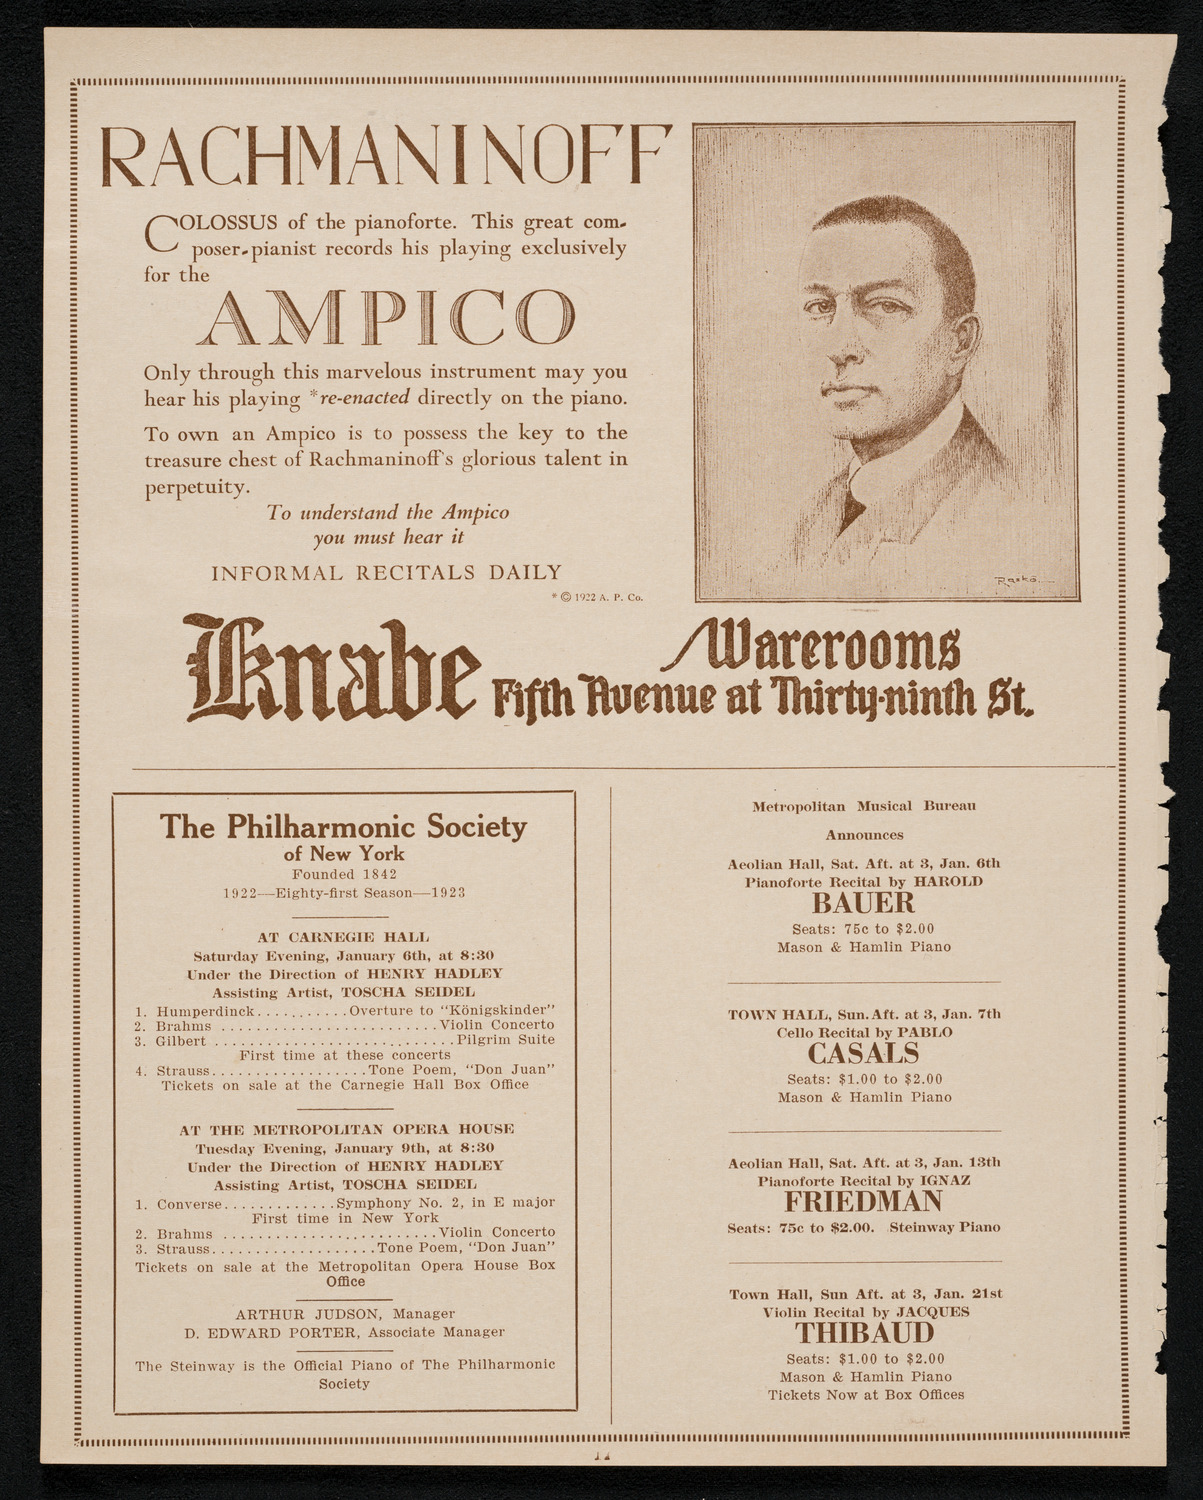 RACHMANINOFF
COLOSSUS of the pianoforte. This great com-
poser-pianist records his playing exclusively
for the
AMPICO
Only through this marvelous instrument may you
hear his playing *re-enacted directly on the piano.
To own an Ampico is to possess the key to the
treasure chest of Rachmaninoff's glorious talent in
perpetuity.
To understand the Ampico
you must hear it
INFORMAL RECITALS DAILY
* © 1922 A. P. Co.
Raskó
Knabe Warerooms
Fifth Avenue at Thirty-ninth St.
The Philharmonic Society
of New York
Founded 1842
1922—Eighty-first Season—1923
AT CARNEGIE HALL
Saturday Evening, January 6th, at 8:30
Under the Direction of HENRY HADLEY
Assisting Artist, TOSCHA SEIDEL
1. Humperdinck...........Overture to "Königskinder"
2. Brahms ........................Violin Concerto
3. Gilbert ...........................Pilgrim Suite
First time at these concerts
4. Strauss..................Tone Poem, "Don Juan"
Tickets on sale at the Carnegie Hall Box Office
AT THE METROPOLITAN OPERA HOUSE
Tuesday Evening, January 9th, at 8:30
Under the Direction of HENRY HADLEY
Assisting Artist, TOSCHA SEIDEL
1. Converse.............Symphony No. 2, in E major
First time in New York
2. Brahms ........................Violin Concerto
3. Strauss...................Tone Poem, "Don Juan"
Tickets on sale at the Metropolitan Opera House Box
Office
ARTHUR JUDSON, Manager
D. EDWARD PORTER, Associate Manager
The Steinway is the Official Piano of The Philharmonic
Society
Metropolitan Musical Bureau
Announces
Aeolian Hall, Sat. Aft. at 3, Jan. 6th
Pianoforte Recital by HAROLD
BAUER
Seats: 75c to $2.00
Mason & Hamlin Piano
TOWN HALL, Sun. Aft. at 3, Jan. 7th
Cello Recital by PABLO
CASALS
Seats: $1.00 to $2.00
Mason & Hamlin Piano
Aeolian Hall, Sat. Aft. at 3, Jan. 13th
Pianoforte Recital by IGNAZ
FRIEDMAN
Seats: 75c to $2.00. Steinway Piano
Town Hall, Sun Aft. at 3, Jan. 21st
Violin Recital by JACQUES
THIBAUD
Seats: $1.00 to $2.00
Mason & Hamlin Piano
Tickets Now at Box Offices